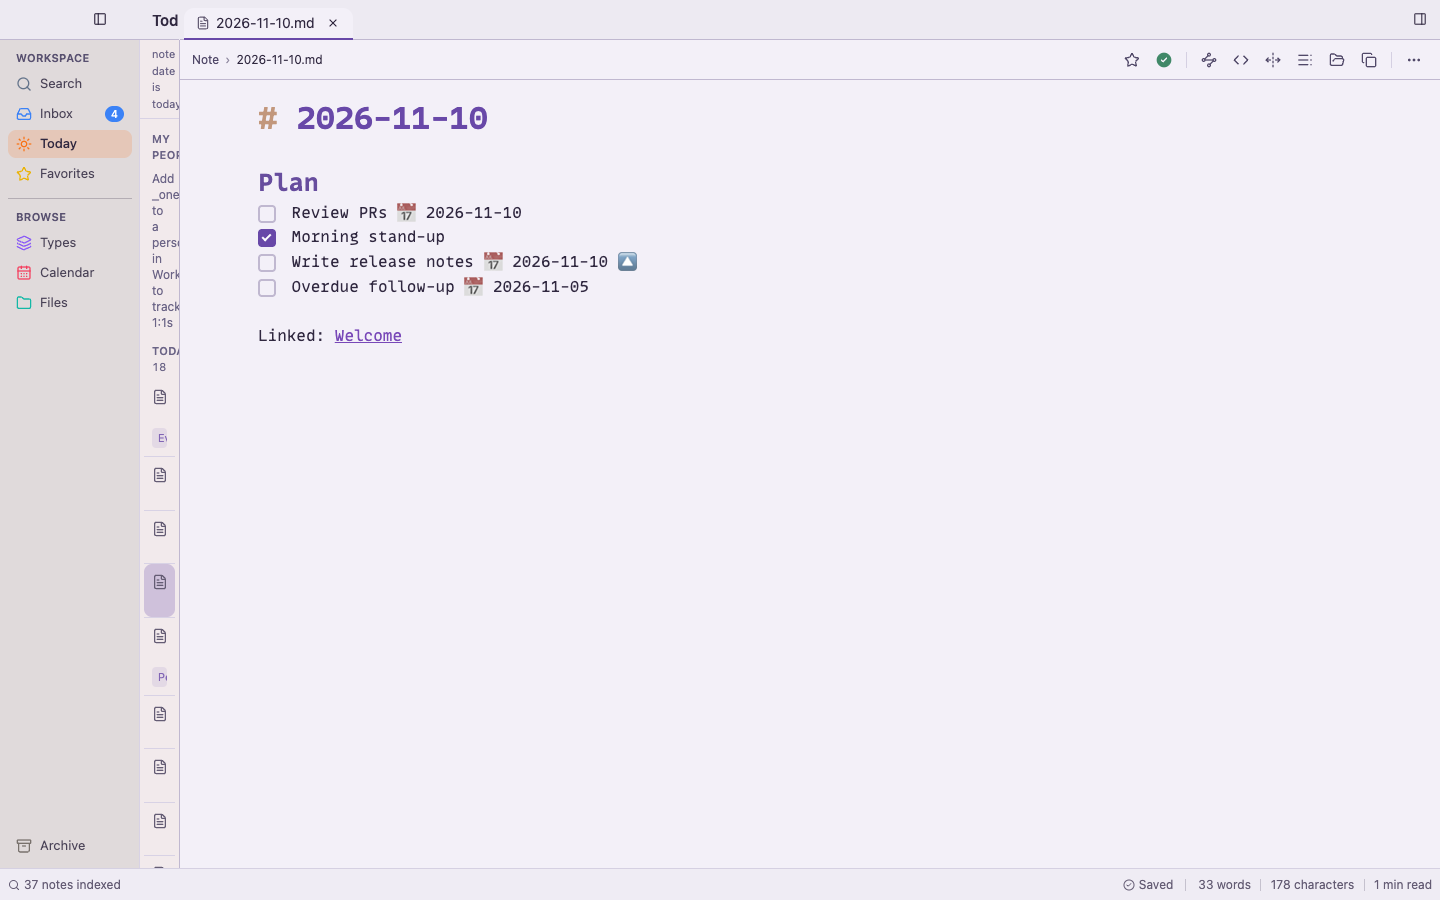 Tod
2026-11-10.md
WORKSPACE
Search
Inbox 4
Today
Favorites
BROWSE
Types
Calendar
Files
Archive
note
date
is
today
MY
Add
_one
to
a
in
to
track
1:1s
18
Note › 2026-11-10.md
# 2026-11-10
Plan
Review PRs 📅 2026-11-10
Morning stand-up
Write release notes 📅 2026-11-10 🔼
Overdue follow-up 📅 2026-11-05
Linked: Welcome
37 notes indexed
Saved
33 words
178 characters
1 min read